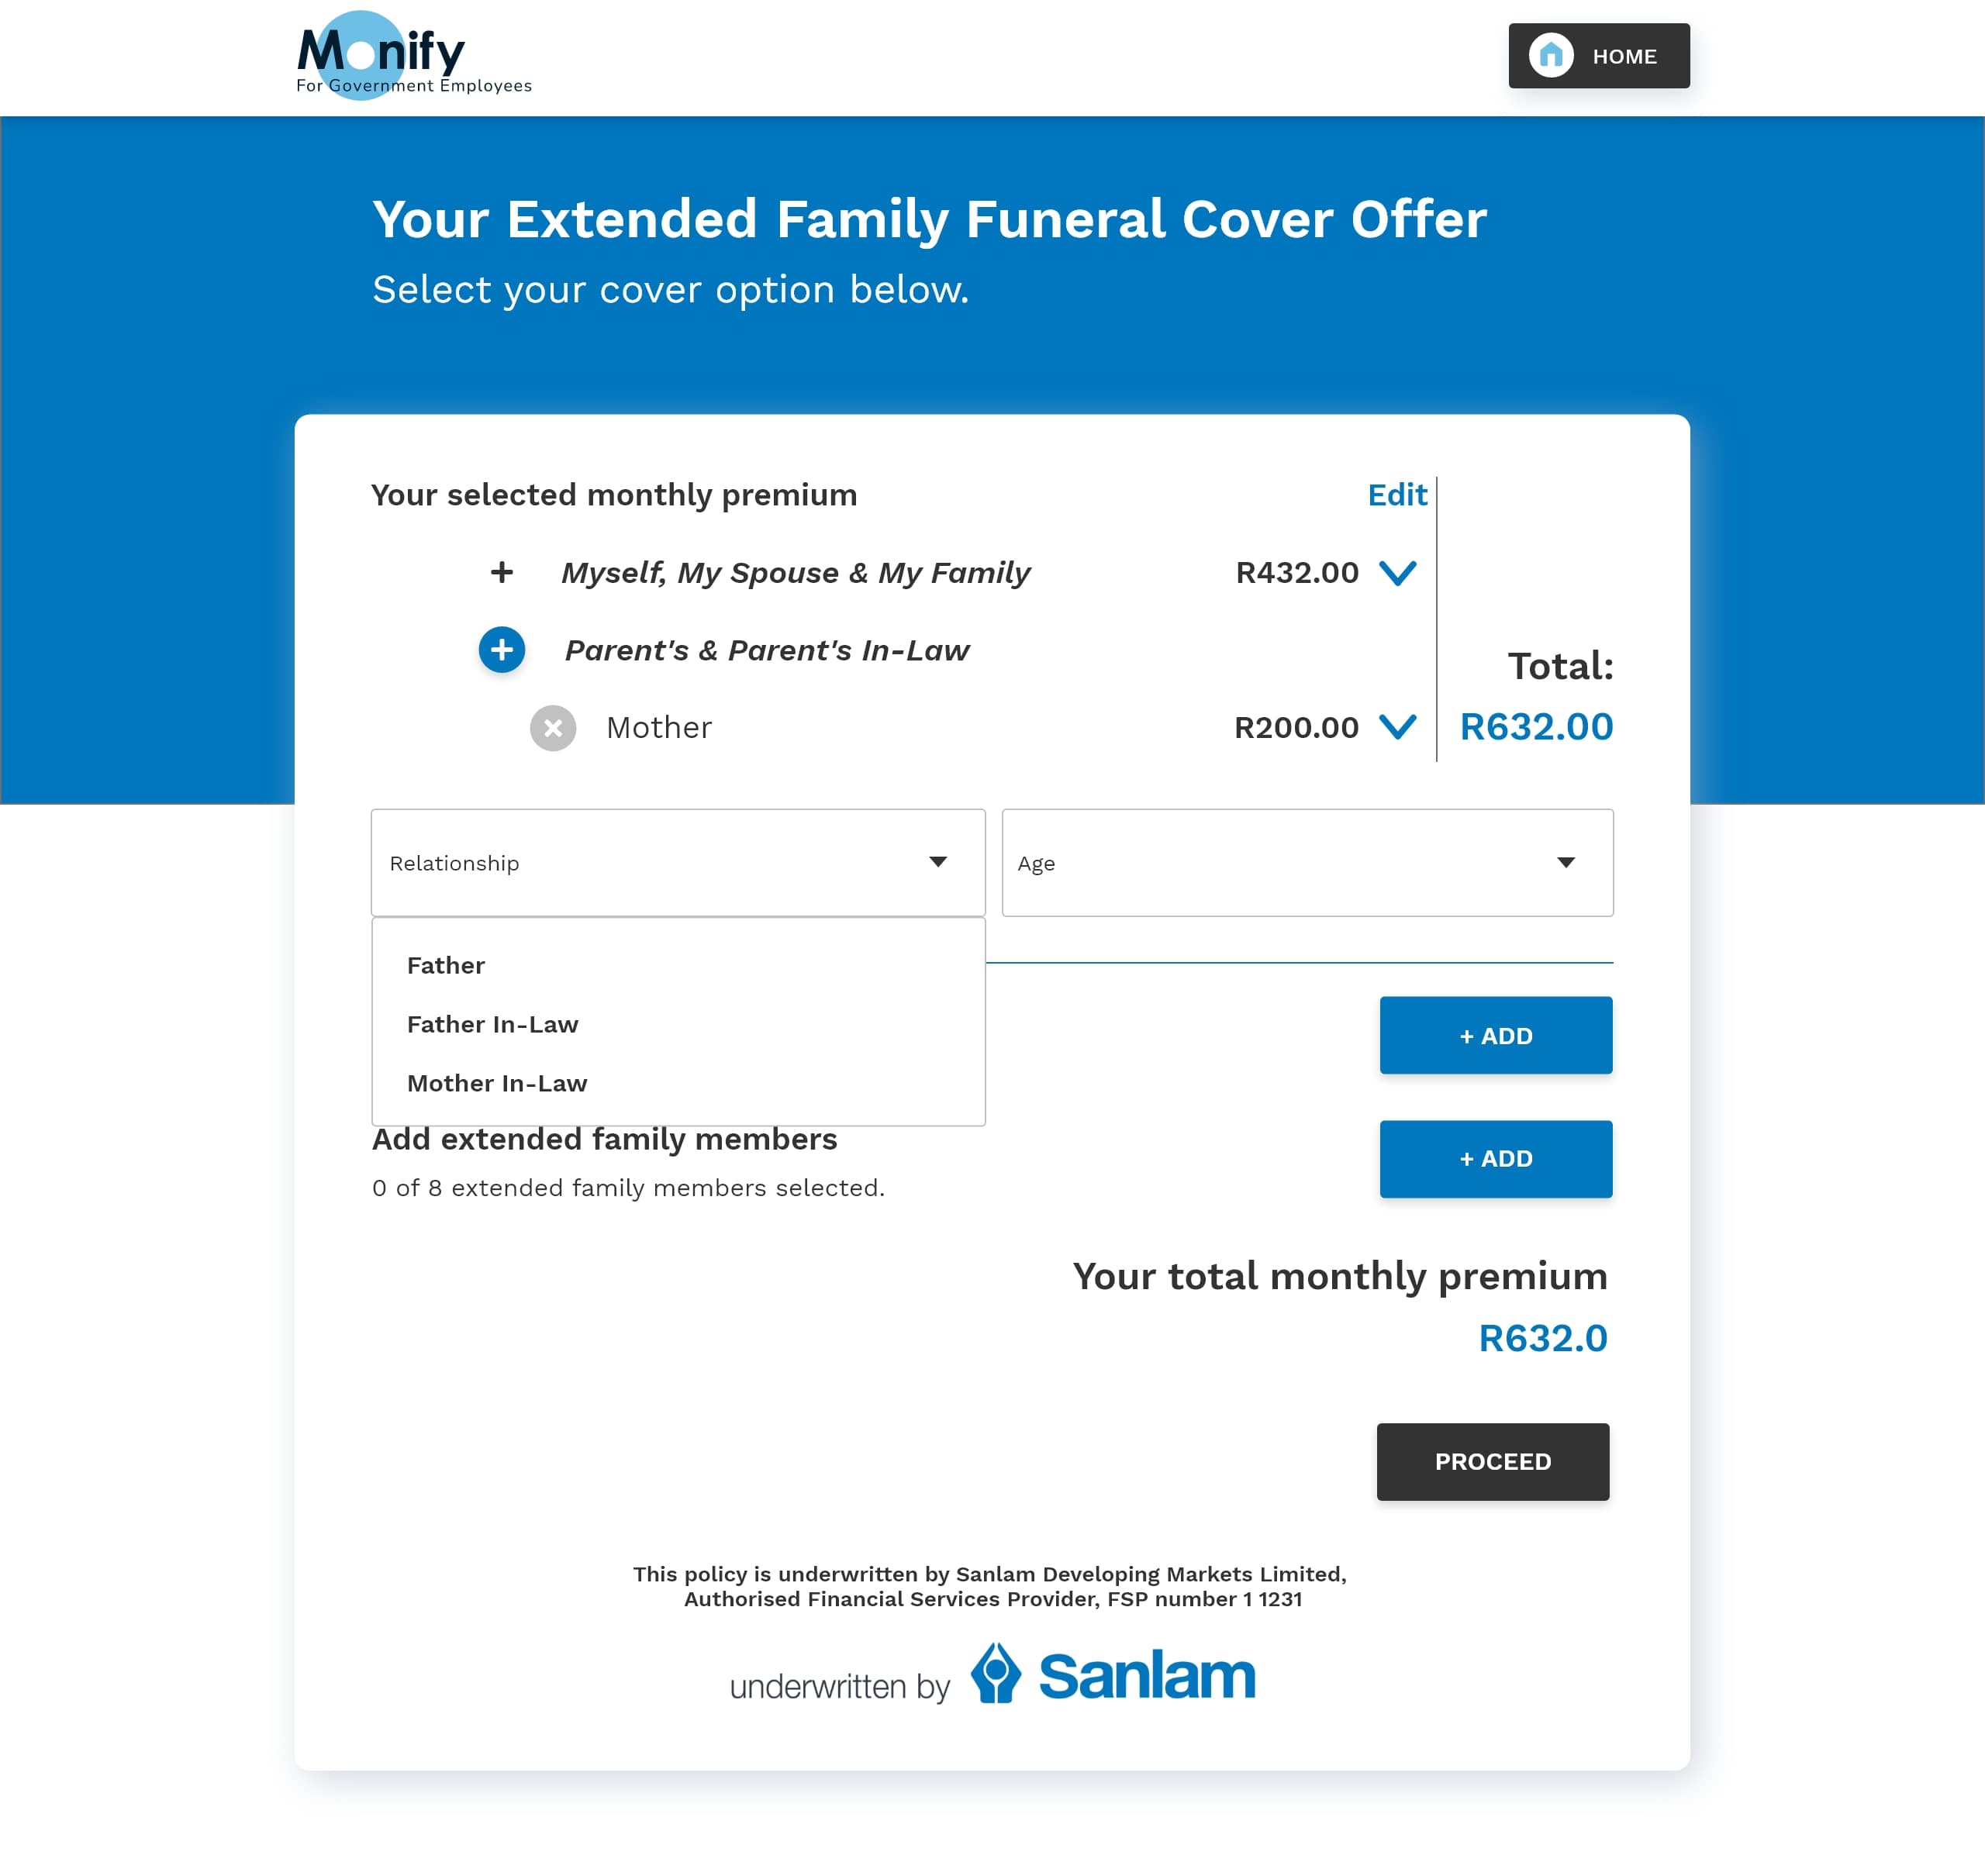 Monify
For Government Employees
HOME
Your Extended Family Funeral Cover Offer
Select your cover option below.
Your selected monthly premium
Edit
+ Myself, My Spouse & My Family R432.00
+ Parent's & Parent's In-Law
Mother R200.00
Total:
R632.00
Relationship
Age
Father
Father In-Law
Mother In-Law
+ ADD
Add extended family members
0 of 8 extended family members selected.
+ ADD
Your total monthly premium
R632.0
PROCEED
This policy is underwritten by Sanlam Developing Markets Limited,
Authorised Financial Services Provider, FSP number 1 1231
underwritten by Sanlam